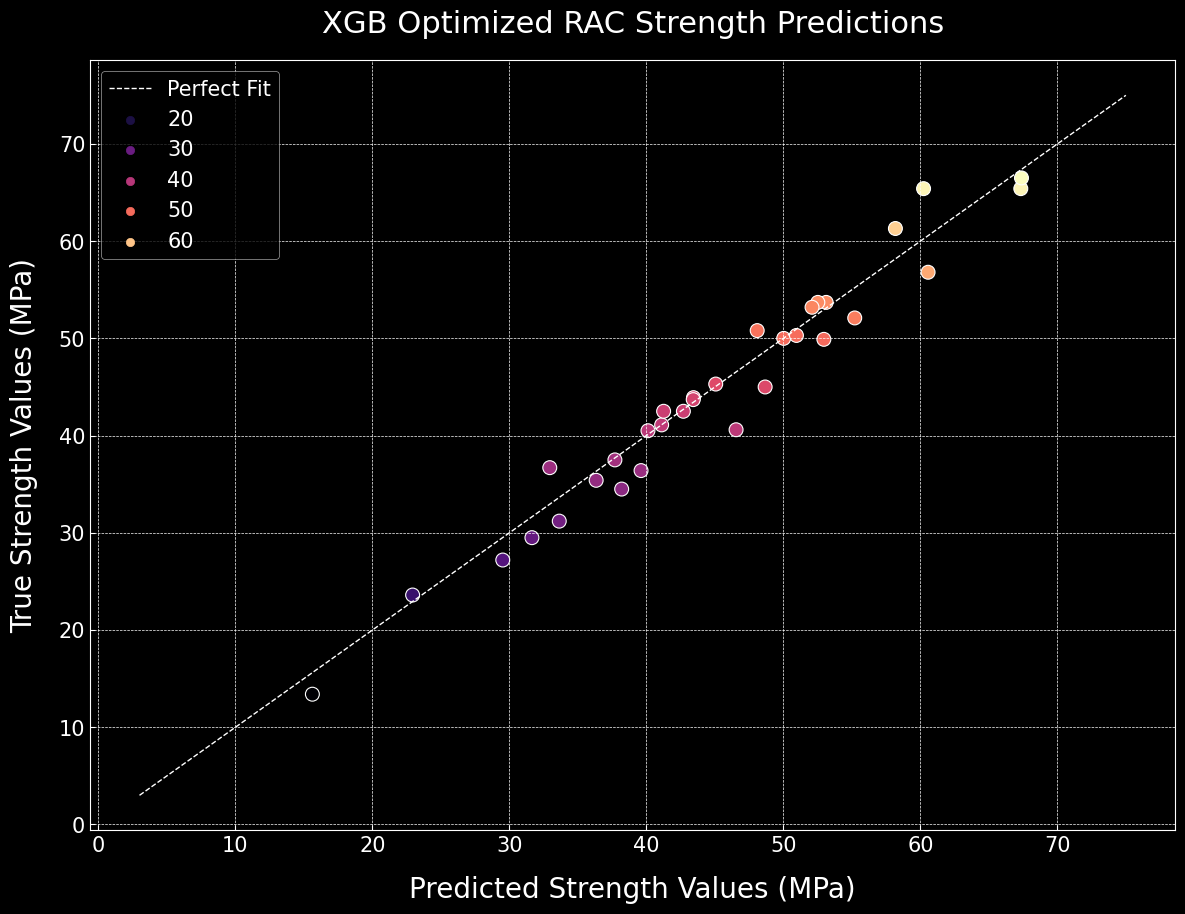 XGB Optimized RAC Strength Predictions
Perfect Fit
20
30
40
50
60
True Strength Values (MPa)
70
60
50
40
30
20
10
0
0 10 20 30 40 50 60 70
Predicted Strength Values (MPa)